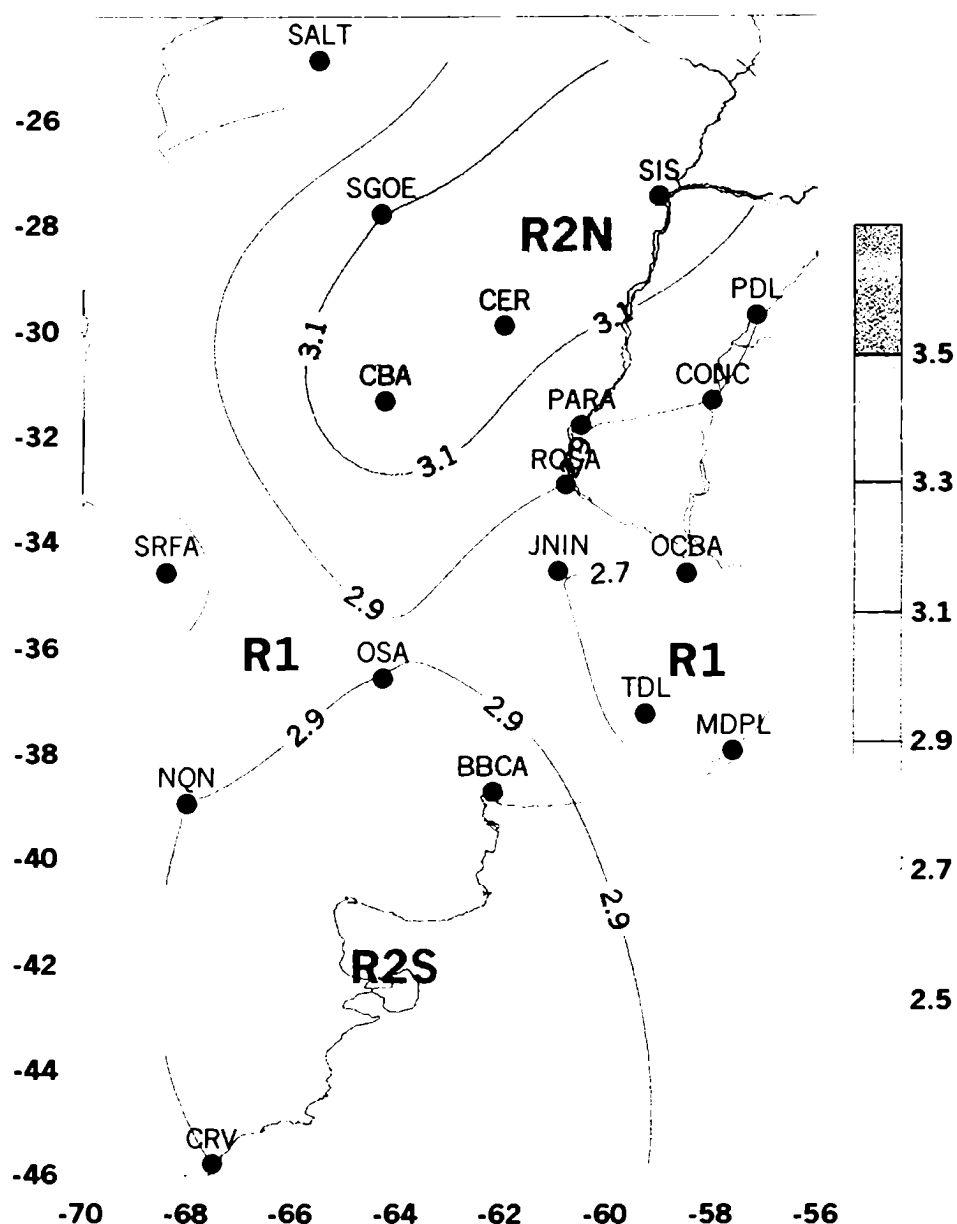 SALT
-26
SIS
SGOE
-28
R2N
PDL
CER
-30
3.1
3.1
3.5
CONC
CBA
PARA
-32
3.1
2.9
ROSA
3.3
-34
SRFA
JNIN
OCBA
2.7
2.9
3.1
-36
R1
OSA
R1
TDL
2.9
2.9
MDPL
2.9
-38
BBCA
NQN
-40
2.7
2.9
-42
R2S
2.5
-44
CRV
-46
-70 -68 -66 -64 -62 -60 -58 -56